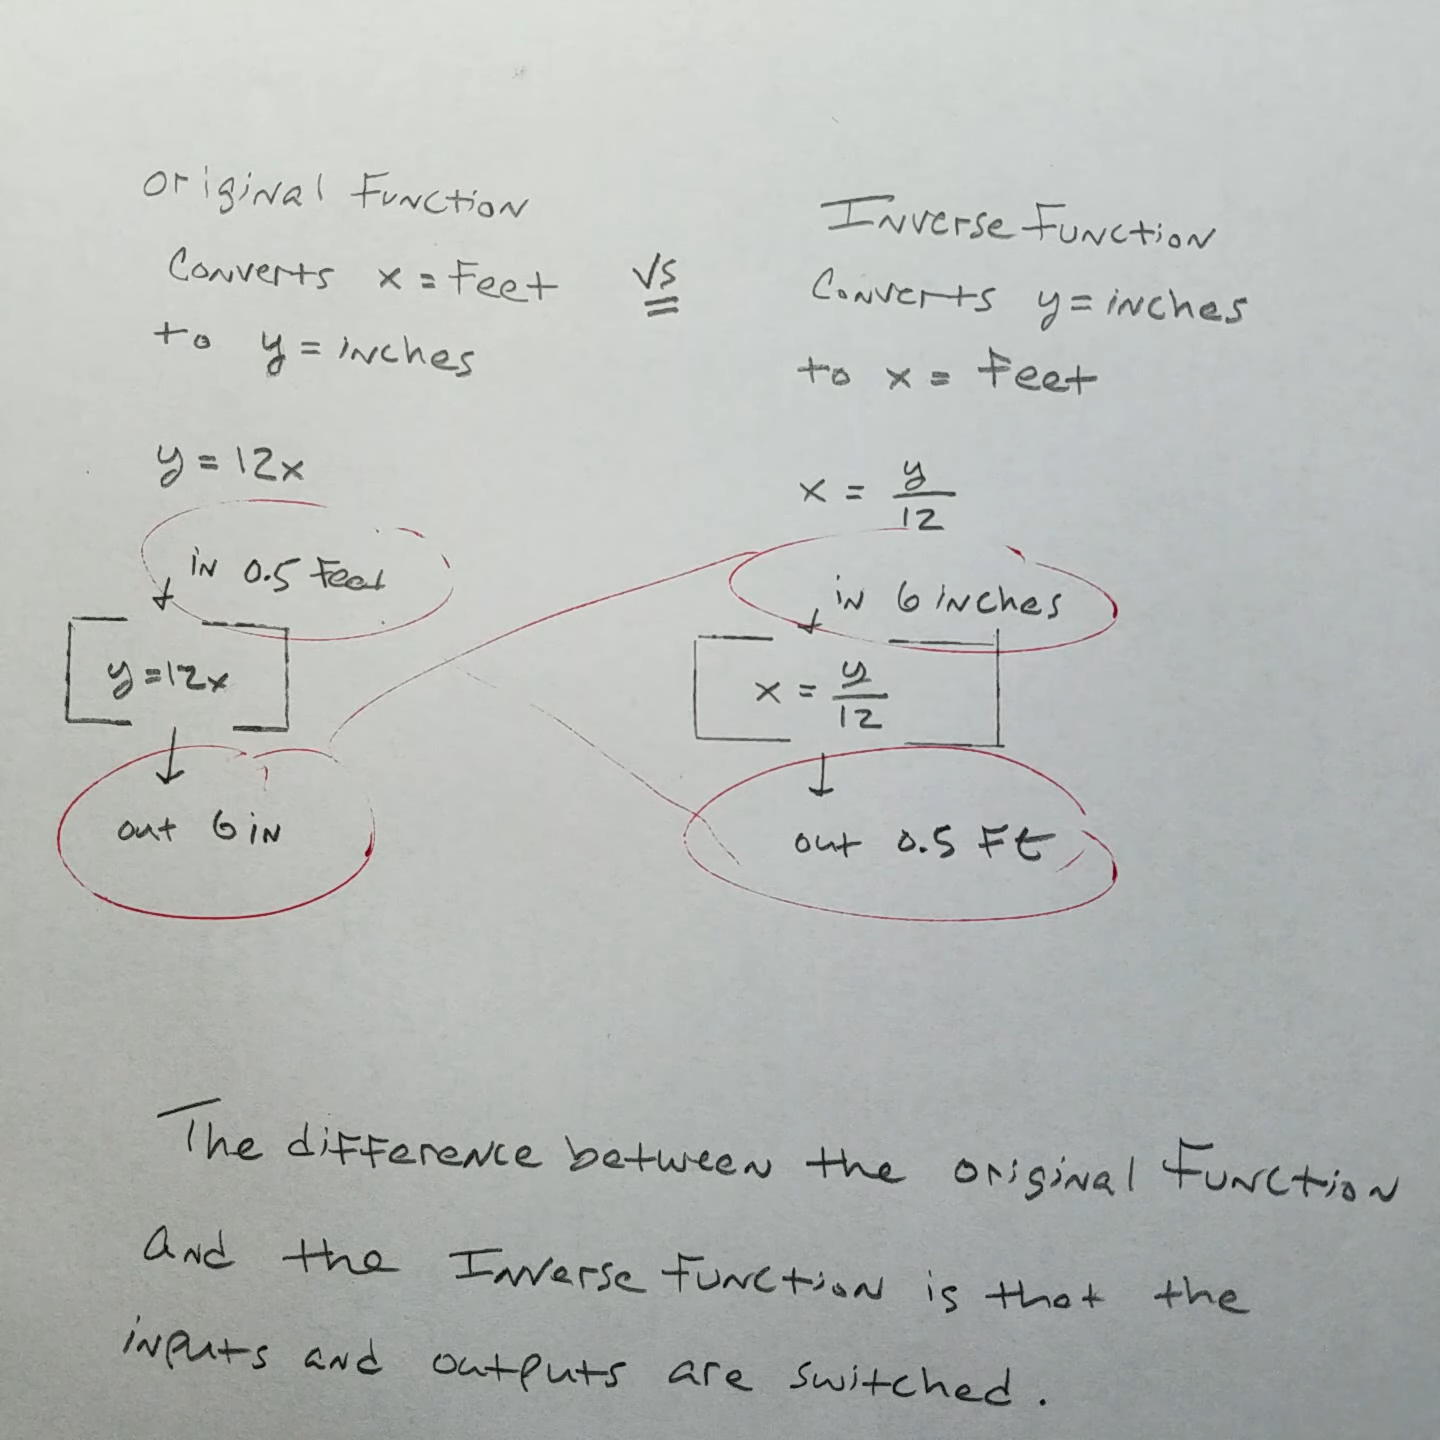 Original Function
Converts x = Feet
to y = inches
y = 12x
in 0.5 Feet
y = 12x
out 6 in
vs
Inverse Function
Converts y = inches
to x = Feet
x = y/12
in 6 inches
x = y/12
out 0.5 Ft
The difference between the original Function
and the Inverse Function is that the
inputs and outputs are switched.